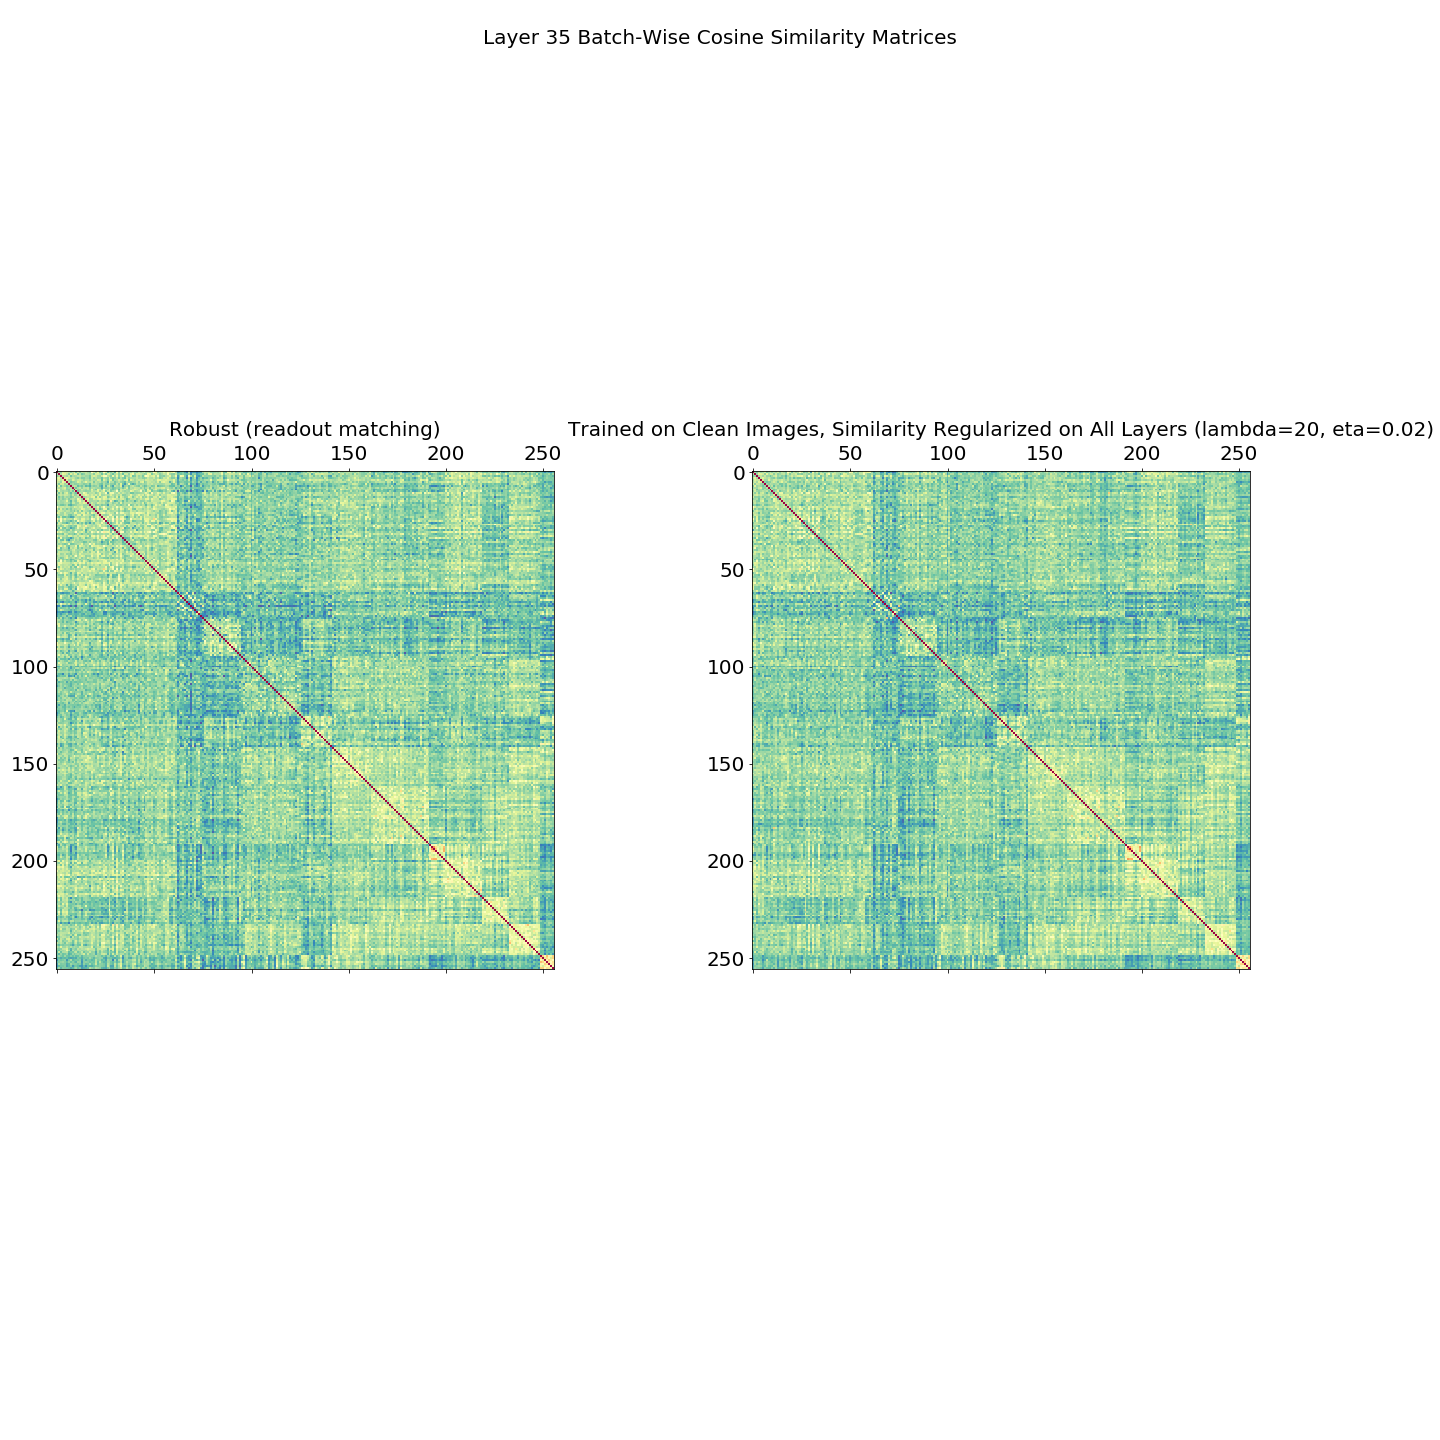 Layer 35 Batch-Wise Cosine Similarity Matrices
Robust (readout matching)
0 50 100 150 200 250
0
50
100
150
200
250
Trained on Clean Images, Similarity Regularized on All Layers (lambda=20, eta=0.02)
0 50 100 150 200 250
0
50
100
150
200
250